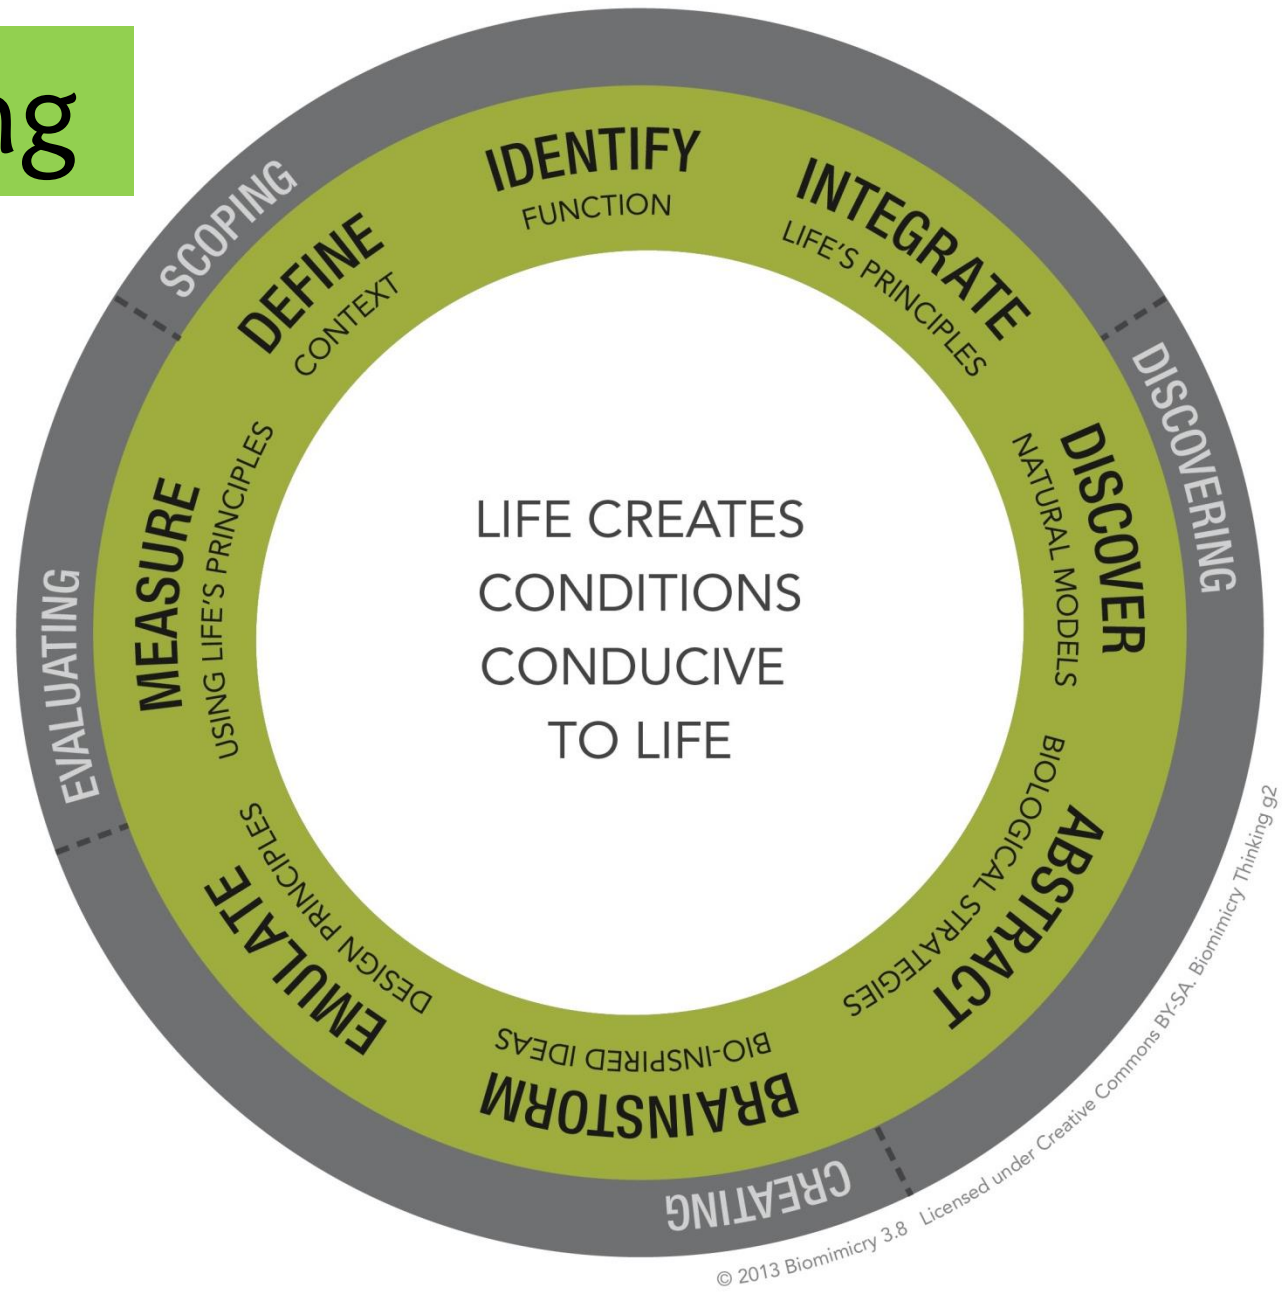 ng
SCOPING
DEFINE
CONTEXT
IDENTIFY
FUNCTION
INTEGRATE
LIFE'S PRINCIPLES
DISCOVERING
DISCOVER
NATURAL MODELS
ABSTRACT
BIOLOGICAL STRATEGIES
CREATING
BRAINSTORM
BIO-INSPIRED IDEAS
EMULATE
DESIGN PRINCIPLES
EVALUATING
MEASURE
USING LIFE'S PRINCIPLES
LIFE CREATES
CONDITIONS
CONDUCIVE
TO LIFE
© 2013 Biomimicry 3.8 Licensed under Creative Commons BY-SA. Biomimicry Thinking g2